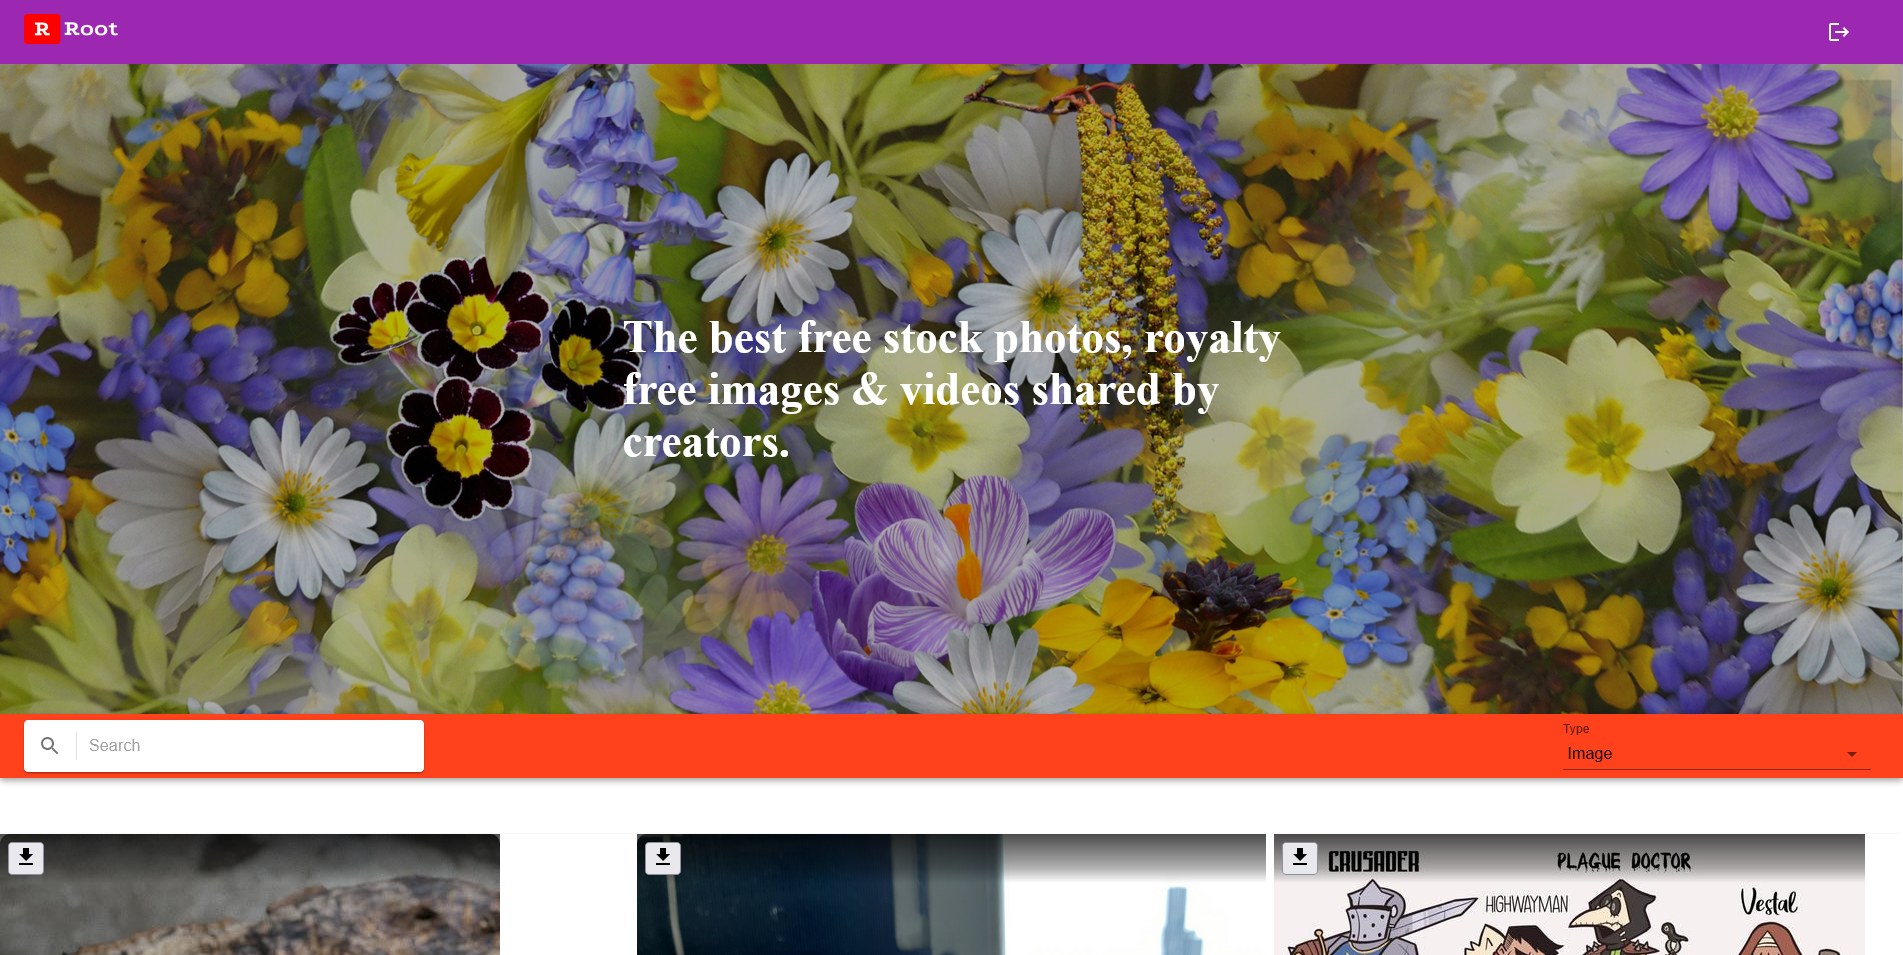 R Root
The best free stock photos, royalty
free images & videos shared by
creators.
Search
Type
Image
CRUSADER
PLAGUE DOCTOR
HIGHWAYMAN
Vestal